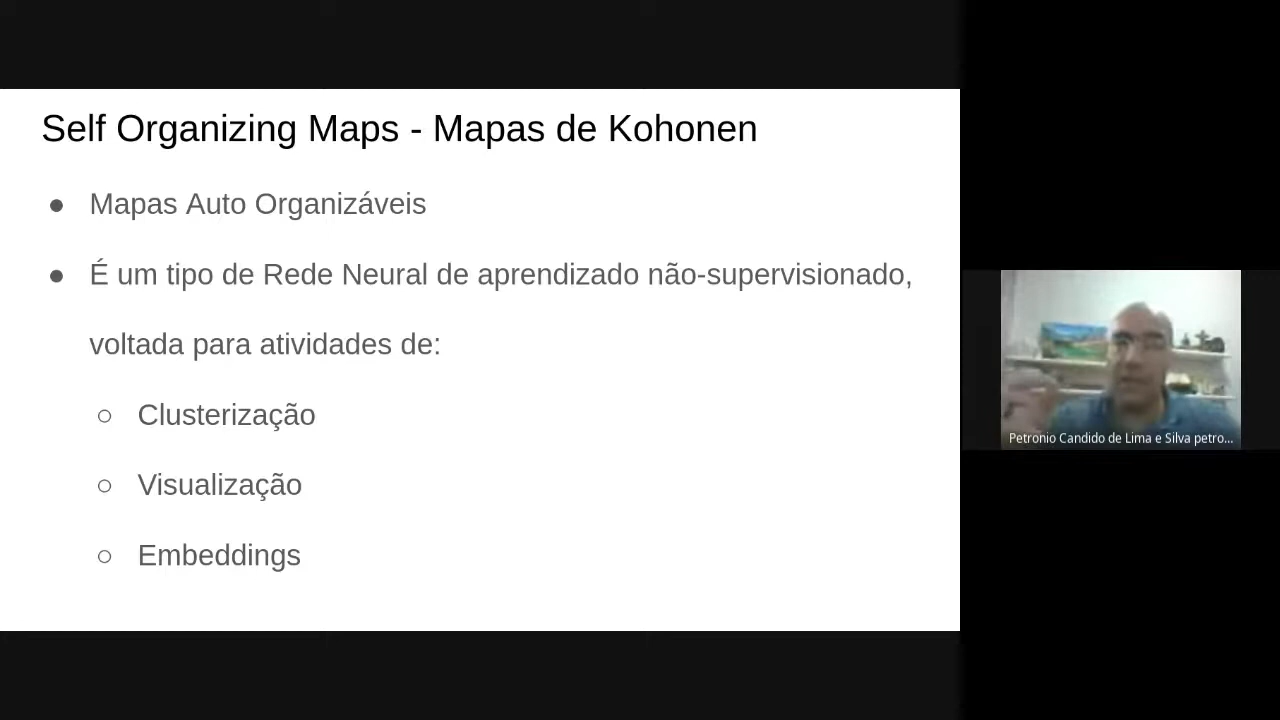 Self Organizing Maps - Mapas de Kohonen
● Mapas Auto Organizáveis
● É um tipo de Rede Neural de aprendizado não-supervisionado,
voltada para atividades de:
○ Clusterização
○ Visualização
○ Embeddings
Petronio Candido de Lima e Silva petro...